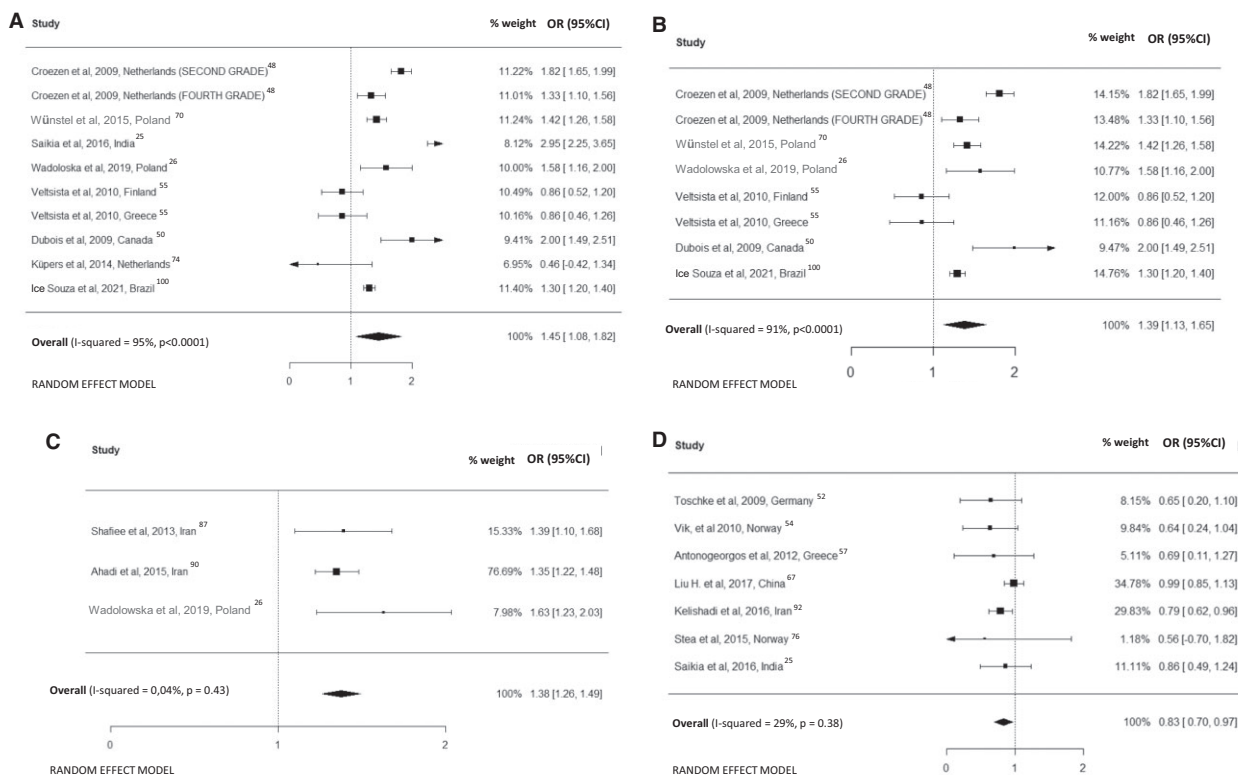 A
Study % weight OR (95%CI)
Croezen et al, 2009, Netherlands (SECOND GRADE)48 11.22% 1.82 [1.65, 1.99]
Croezen et al, 2009, Netherlands (FOURTH GRADE)48 11.01% 1.33 [1.10, 1.56]
Wünstel et al, 2015, Poland 70 11.24% 1.42 [1.26, 1.58]
Saikia et al, 2016, India 25 8.12% 2.95 [2.25, 3.65]
Wadoloska et al, 2019, Poland 26 10.00% 1.58 [1.16, 2.00]
Veltsista et al, 2010, Finland 55 10.49% 0.86 [0.52, 1.20]
Veltsista et al, 2010, Greece 55 10.16% 0.86 [0.46, 1.26]
Dubois et al, 2009, Canada 50 9.41% 2.00 [1.49, 2.51]
Küpers et al, 2014, Netherlands 74 6.95% 0.46 [-0.42, 1.34]
Ice Souza et al, 2021, Brazil 100 11.40% 1.30 [1.20, 1.40]
Overall (I-squared = 95%, p<0.0001) 100% 1.45 [1.08, 1.82]
0 1 2
RANDOM EFFECT MODEL
B
Study % weight OR (95%CI)
Croezen et al, 2009, Netherlands (SECOND GRADE)48 14.15% 1.82 [1.65, 1.99]
Croezen et al, 2009, Netherlands (FOURTH GRADE)48 13.48% 1.33 [1.10, 1.56]
Wünstel et al, 2015, Poland 70 14.22% 1.42 [1.26, 1.58]
Wadolowska et al, 2019, Poland 26 10.77% 1.58 [1.16, 2.00]
Veltsista et al, 2010, Finland 55 12.00% 0.86 [0.52, 1.20]
Veltsista et al, 2010, Greece 55 11.16% 0.86 [0.46, 1.26]
Dubois et al, 2009, Canada 50 9.47% 2.00 [1.49, 2.51]
Ice Souza et al, 2021, Brazil 100 14.76% 1.30 [1.20, 1.40]
Overall (I-squared = 91%, p<0.0001) 100% 1.39 [1.13, 1.65]
0 1 2
RANDOM EFFECT MODEL
C
Study % weight OR (95%CI)
Shafiee et al, 2013, Iran 87 15.33% 1.39 [1.10, 1.68]
Ahadi et al, 2015, Iran 90 76.69% 1.35 [1.22, 1.48]
Wadolowska et al, 2019, Poland 26 7.98% 1.63 [1.23, 2.03]
Overall (I-squared = 0,04%, p = 0.43) 100% 1.38 [1.26, 1.49]
0 1 2
RANDOM EFFECT MODEL
D
Study % weight OR (95%CI)
Toschke et al, 2009, Germany 52 8.15% 0.65 [0.20, 1.10]
Vik, et al 2010, Norway 54 9.84% 0.64 [0.24, 1.04]
Antonogeorgos et al, 2012, Greece57 5.11% 0.69 [0.11, 1.27]
Liu H. et al, 2017, China 67 34.78% 0.99 [0.85, 1.13]
Kelishadi et al, 2016, Iran 92 29.83% 0.79 [0.62, 0.96]
Stea et al, 2015, Norway 76 1.18% 0.56 [-0.70, 1.82]
Saikia et al, 2016, India25 11.11% 0.86 [0.49, 1.24]
Overall (I-squared = 29%, p = 0.38) 100% 0.83 [0.70, 0.97]
0 1 2
RANDOM EFFECT MODEL